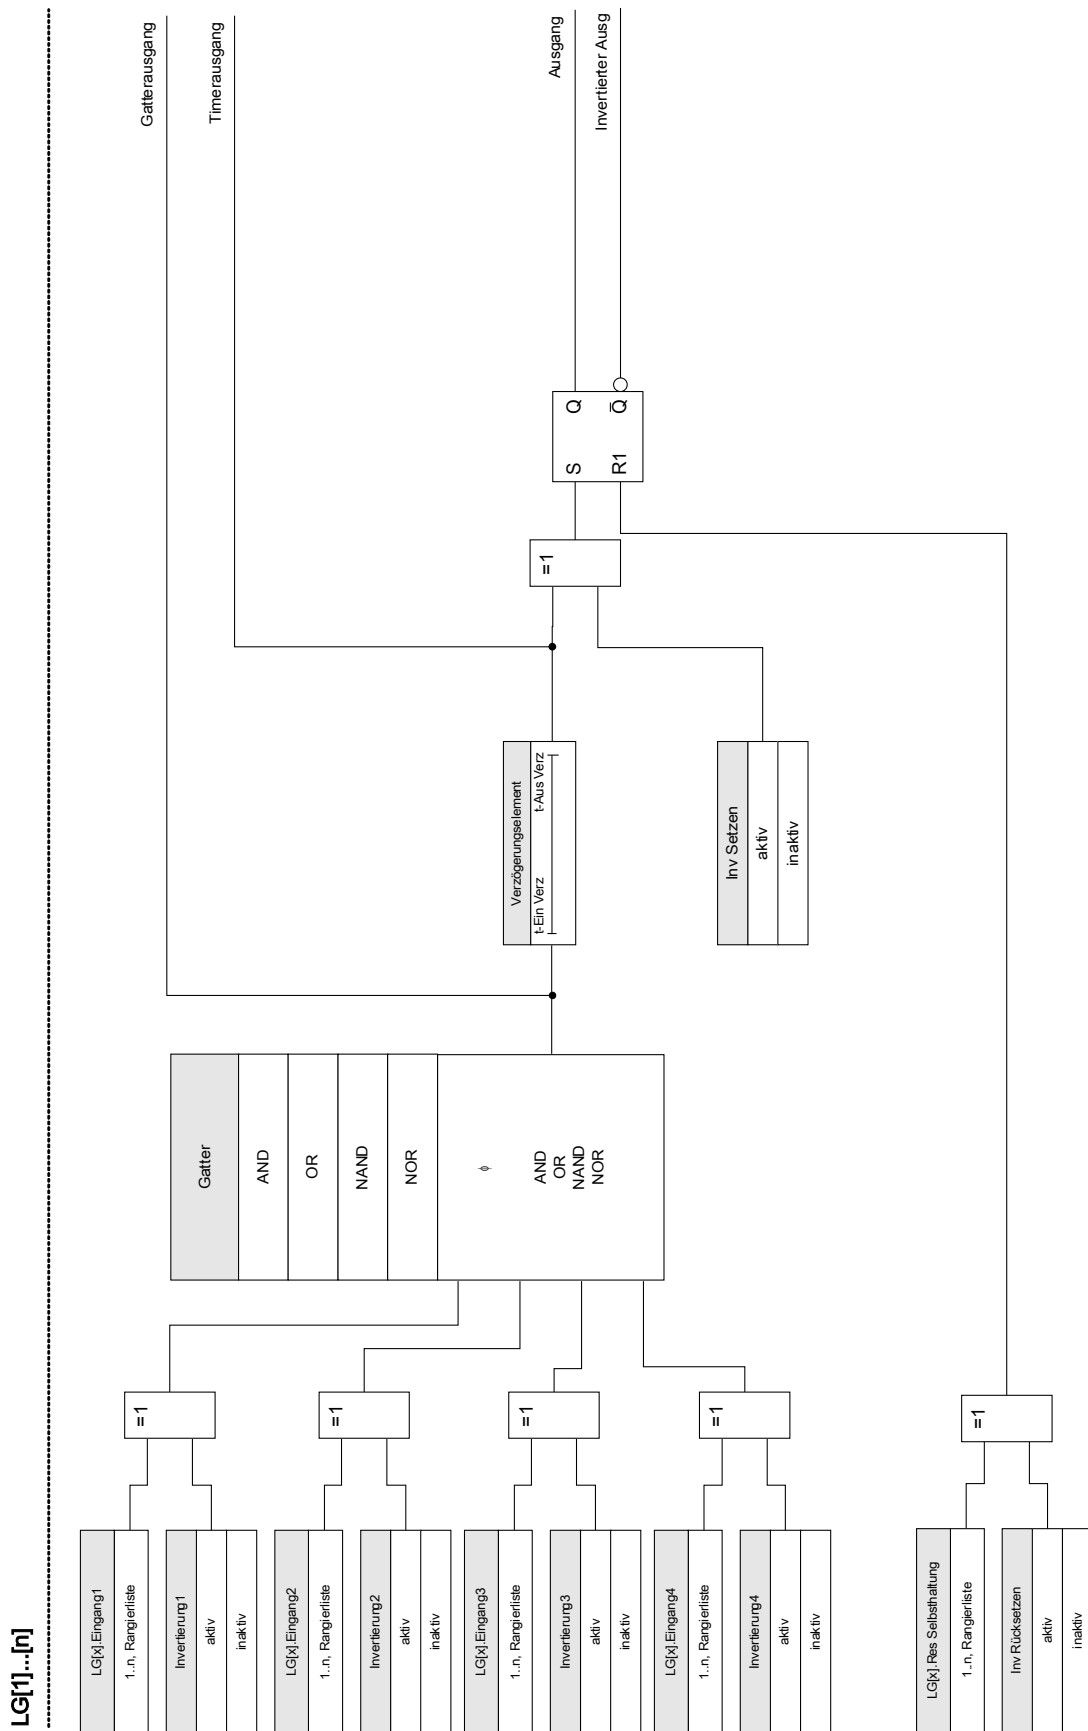 LG[1]...[n]
LG[x].Eingang1
1..n, Rangierliste
Invertierung1
aktiv
inaktiv
LG[x].Eingang2
1..n, Rangierliste
Invertierung2
aktiv
inaktiv
LG[x].Eingang3
1..n, Rangierliste
Invertierung3
aktiv
inaktiv
LG[x].Eingang4
1..n, Rangierliste
Invertierung4
aktiv
inaktiv
LG[x].Res Selbsthaltung
1..n, Rangierliste
Inv Rücksetzen
aktiv
inaktiv
=1
=1
=1
=1
=1
Gatter
AND
OR
NAND
NOR
ϕ
AND
OR
NAND
NOR
Verzögerungselement
t-Ein Verz
t-Aus Verz
Inv Setzen
aktiv
inaktiv
=1
S
Q
R1
Q̅
Gatterausgang
Timerausgang
Ausgang
Invertierter Ausg